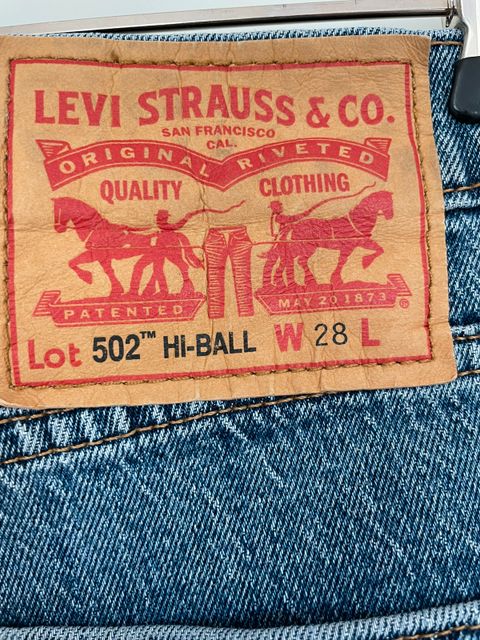 LEVI STRAUSS & CO.
SAN FRANCISCO
CAL.
ORIGINAL RIVETED
QUALITY CLOTHING
PATENTED MAY 20 1873 ®
Lot 502™ HI-BALL W 28 L